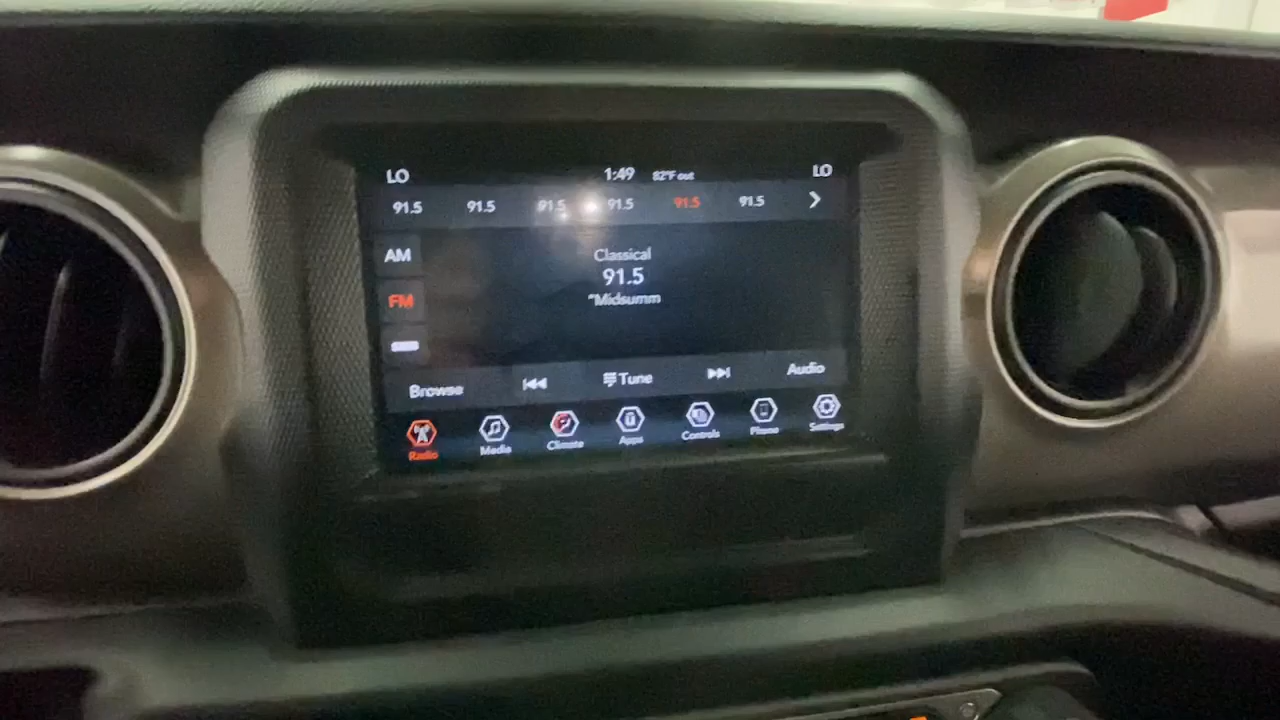 LO 1:49 82°F out LO
91.5 91.5 91.5 91.5 91.5 91.5
AM
Classical
91.5
FM
"Midsumm
Browse Tune Audio
Radio Media Climate Apps Controls Phone Settings